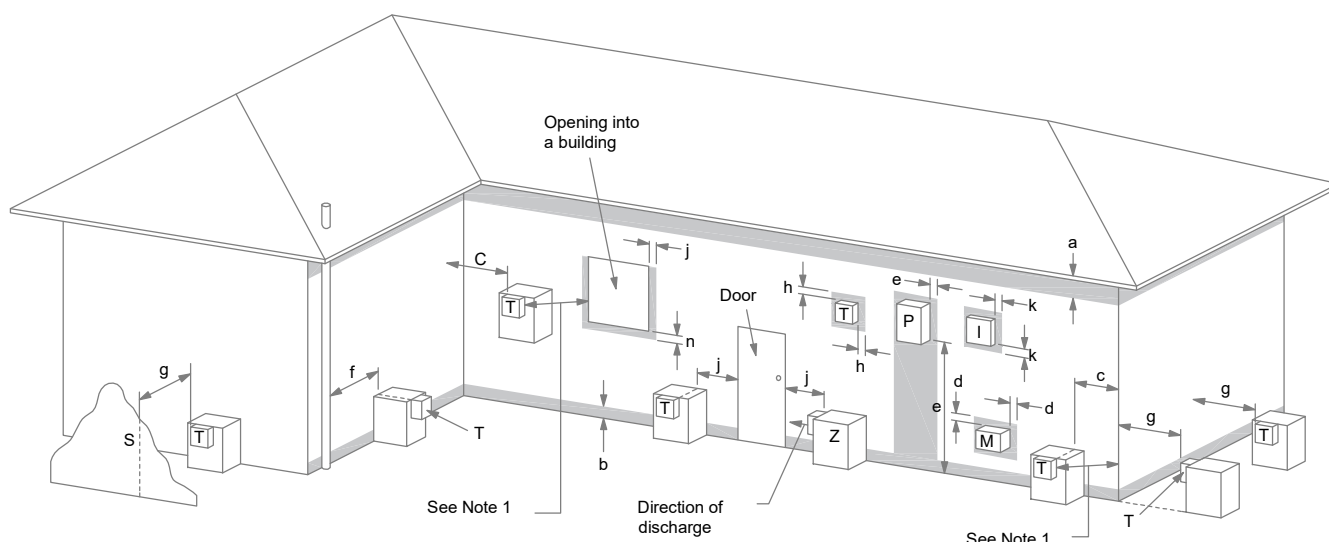 Opening into
a building
a
j
C
h
e
k
Door
T
T
P
I
n
k
h
j
j
d
c
g
f
e
d
g
g
T
S
T
T
Z
M
T
T
b
T
See Note 1
Direction of
discharge
T
See Note 1